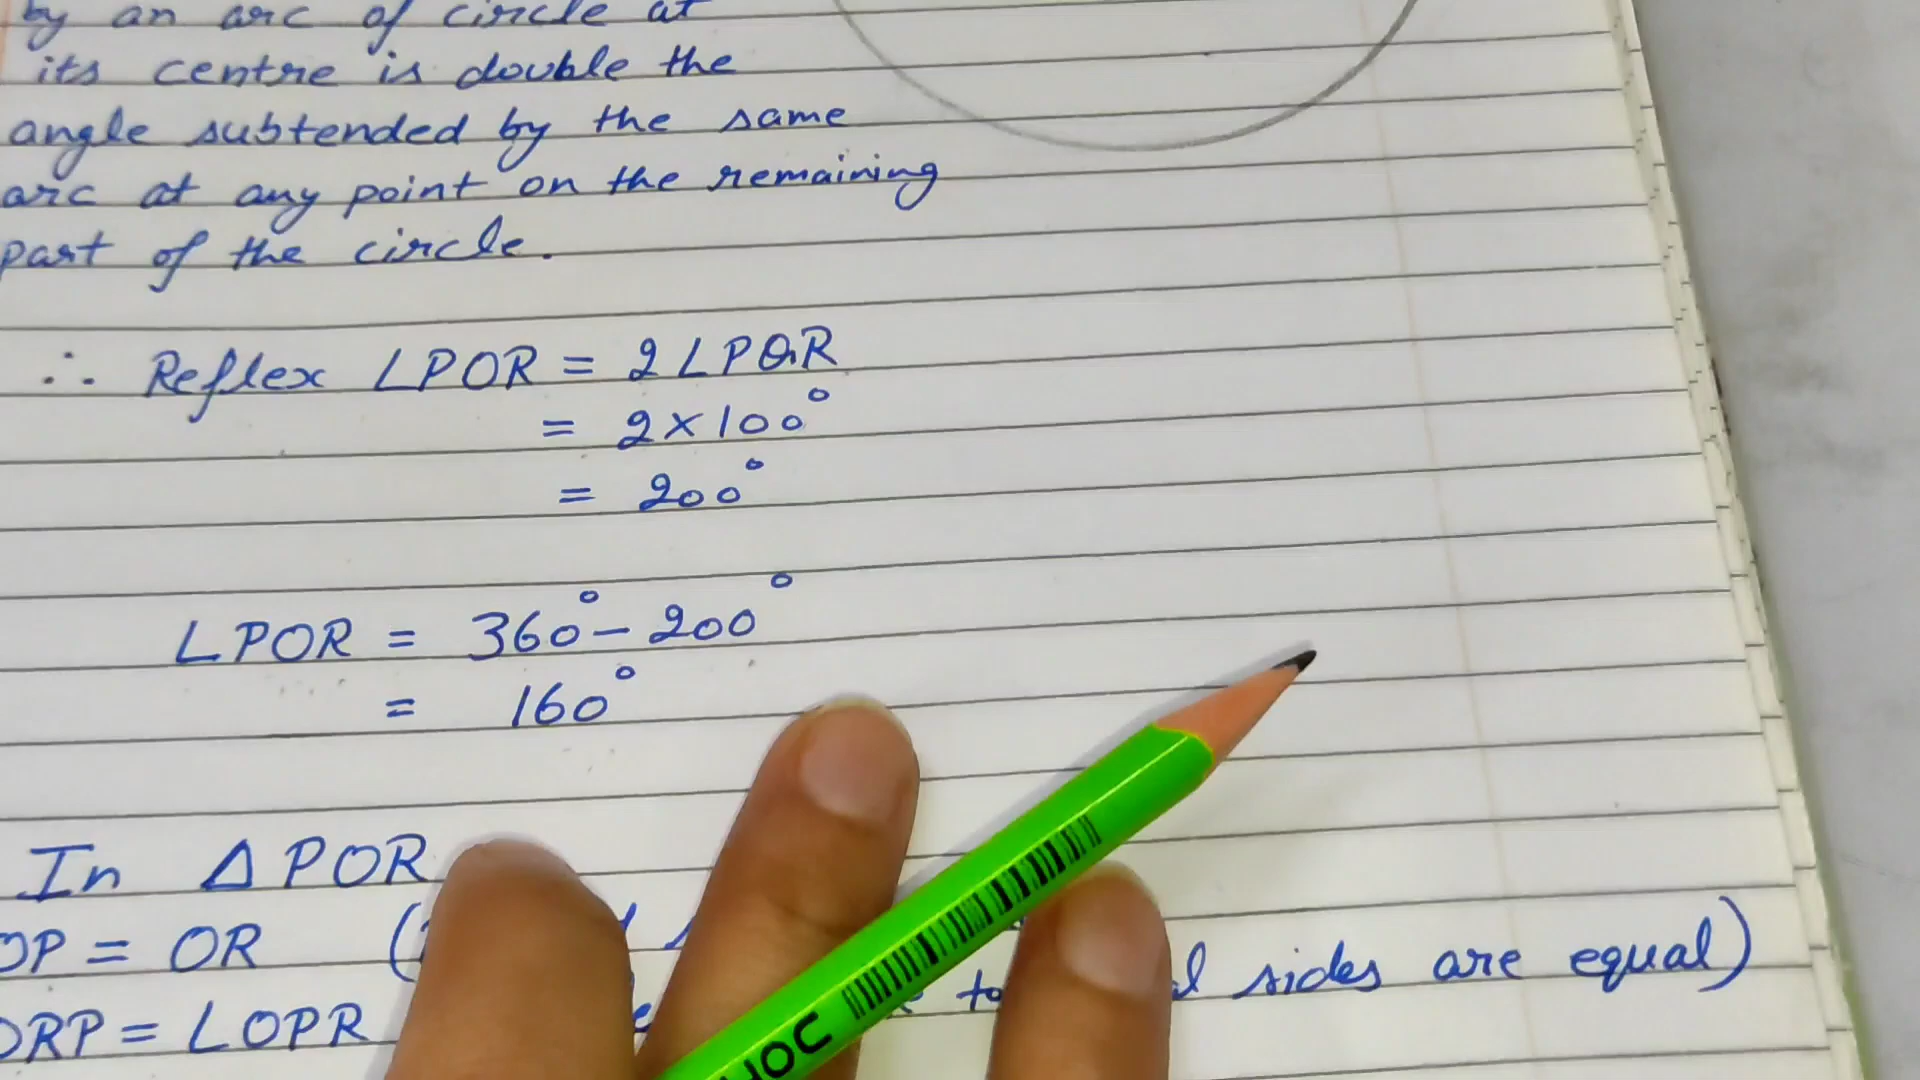 by an arc of circle at
its centre is double the
angle subtended by the same
arc at any point on the remaining
part of the circle.
∴ Reflex ∠POR = 2∠PQR
= 2×100°
= 200°
∠POR = 360° - 200°
= 160°
In ΔPOR
OP = OR (
to sides are equal)
ORP = ∠OPR